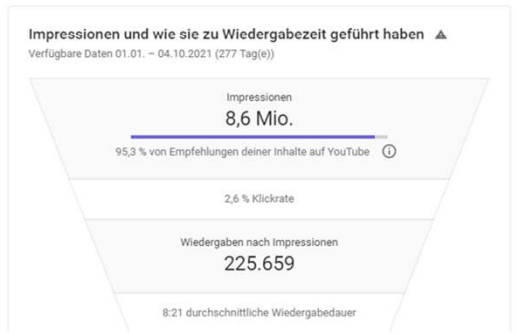 Impressionen und wie sie zu Wiedergabezeit geführt haben
Verfügbare Daten 01.01. – 04.10.2021 (277 Tag(e))
Impressionen
8,6 Mio.
95,3 % von Empfehlungen deiner Inhalte auf YouTube
2,6 % Klickrate
Wiedergaben nach Impressionen
225.659
8:21 durchschnittliche Wiedergabedauer